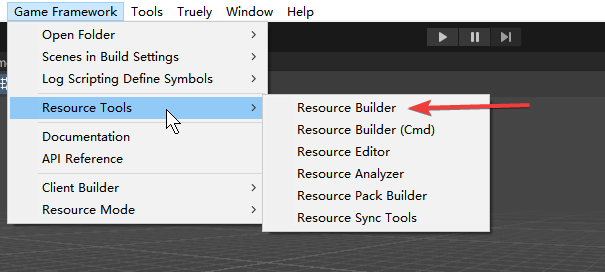 Game Framework Tools Truely Window Help
Open Folder
Scenes in Build Settings
Log Scripting Define Symbols
Resource Tools
Documentation
API Reference
Client Builder
Resource Mode
Resource Builder
Resource Builder (Cmd)
Resource Editor
Resource Analyzer
Resource Pack Builder
Resource Sync Tools